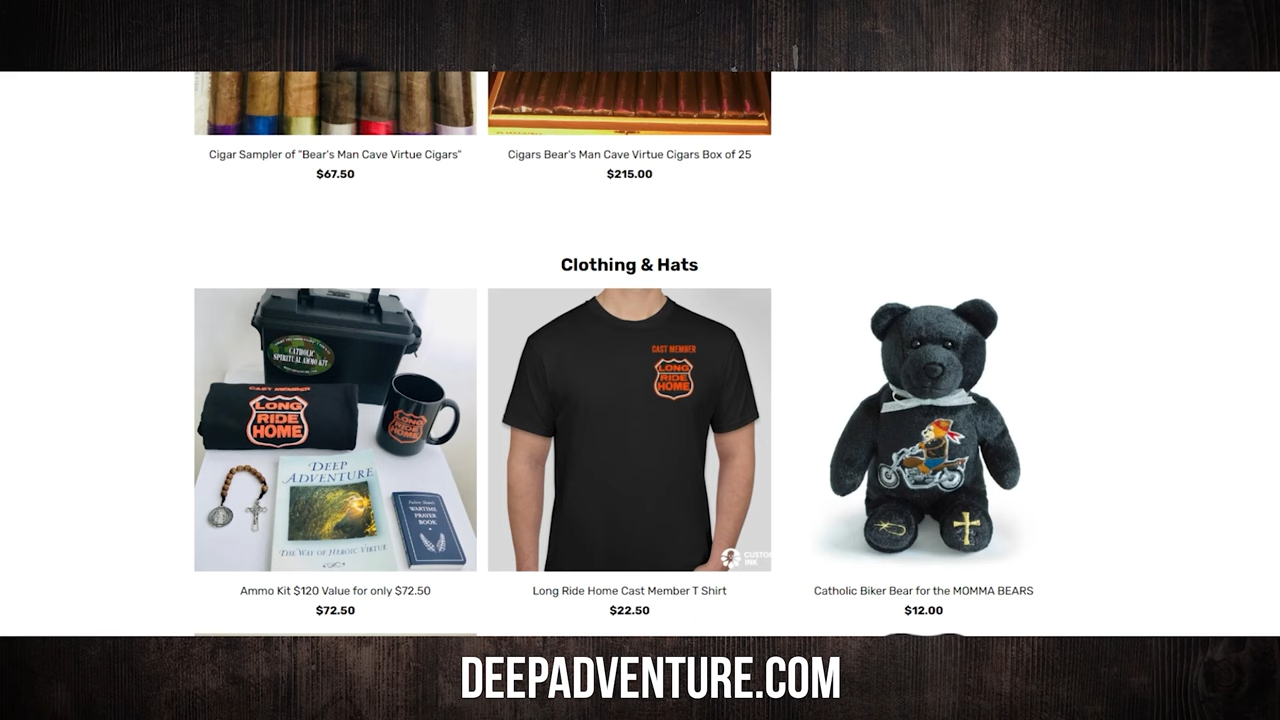 Cigar Sampler of "Bear's Man Cave Virtue Cigars"
$67.50
Cigars Bear's Man Cave Virtue Cigars Box of 25
$215.00
Clothing & Hats
CATHOLIC
SPIRITUAL AMMO KIT
CAST MEMBER
LONG
RIDE
HOME
LONG
RIDE
HOME
DEEP
ADVENTURE
THE WAY OF HEROIC VIRTUE
WARTIME
PRAYER
BOOK
CAST MEMBER
LONG
RIDE
HOME
CUSTOM
INK
Ammo Kit $120 Value for only $72.50
$72.50
Long Ride Home Cast Member T Shirt
$22.50
Catholic Biker Bear for the MOMMA BEARS
$12.00
DEEPADVENTURE.COM